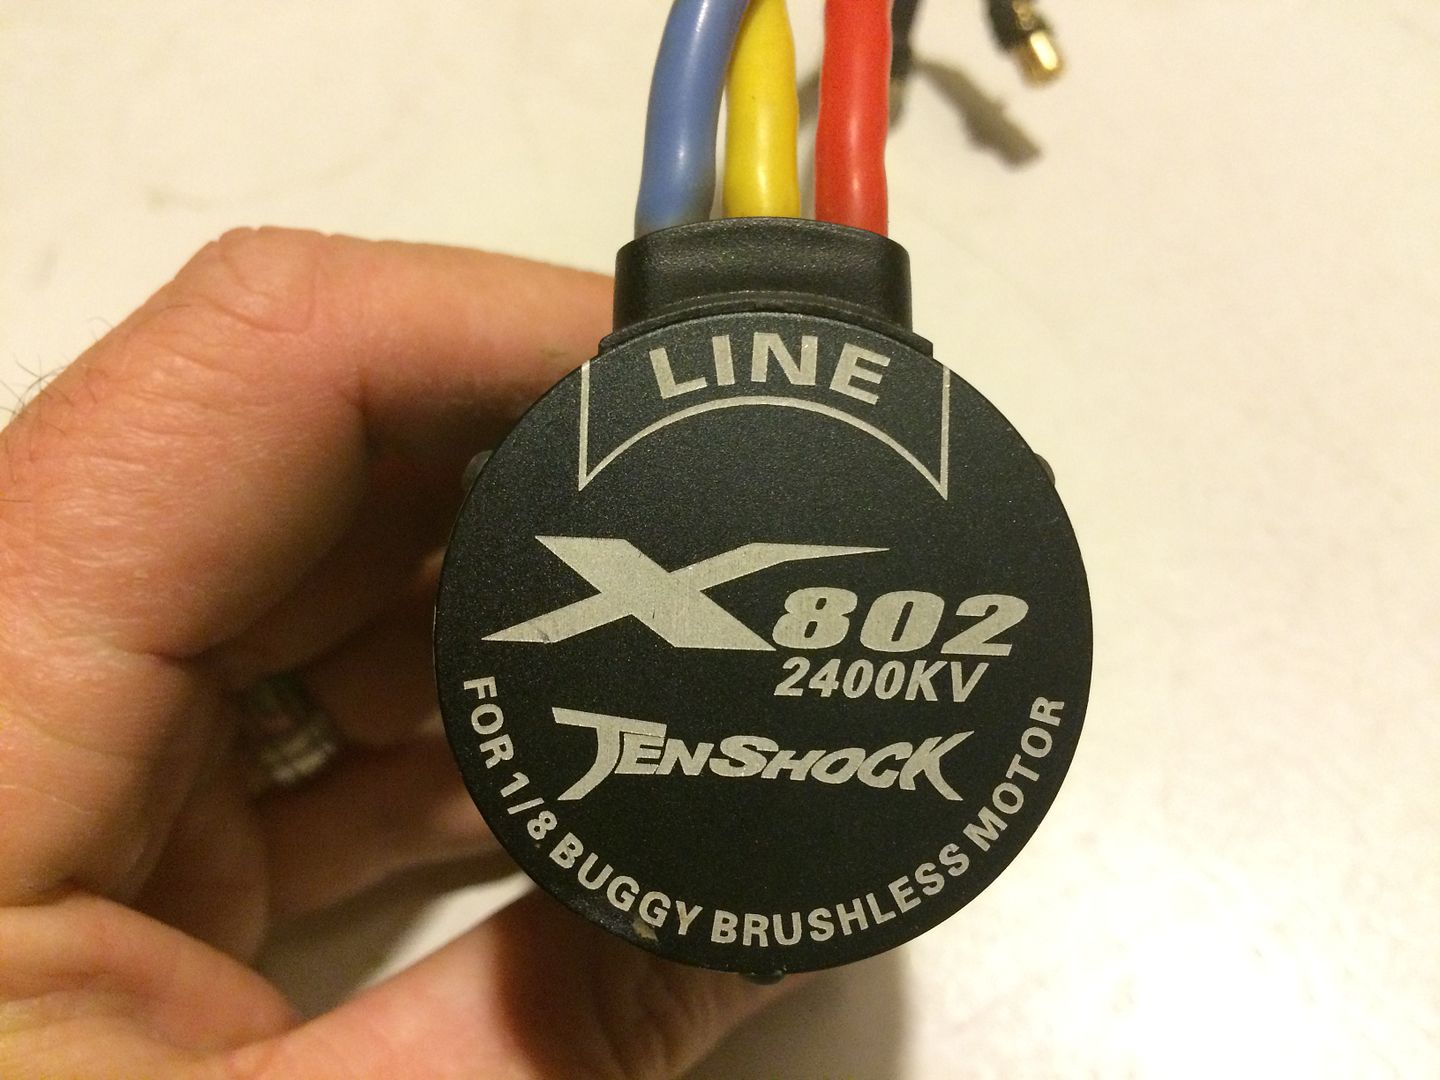 LINE
X802
2400KV
TENSHOCK
FOR 1/8 BUGGY BRUSHLESS MOTOR